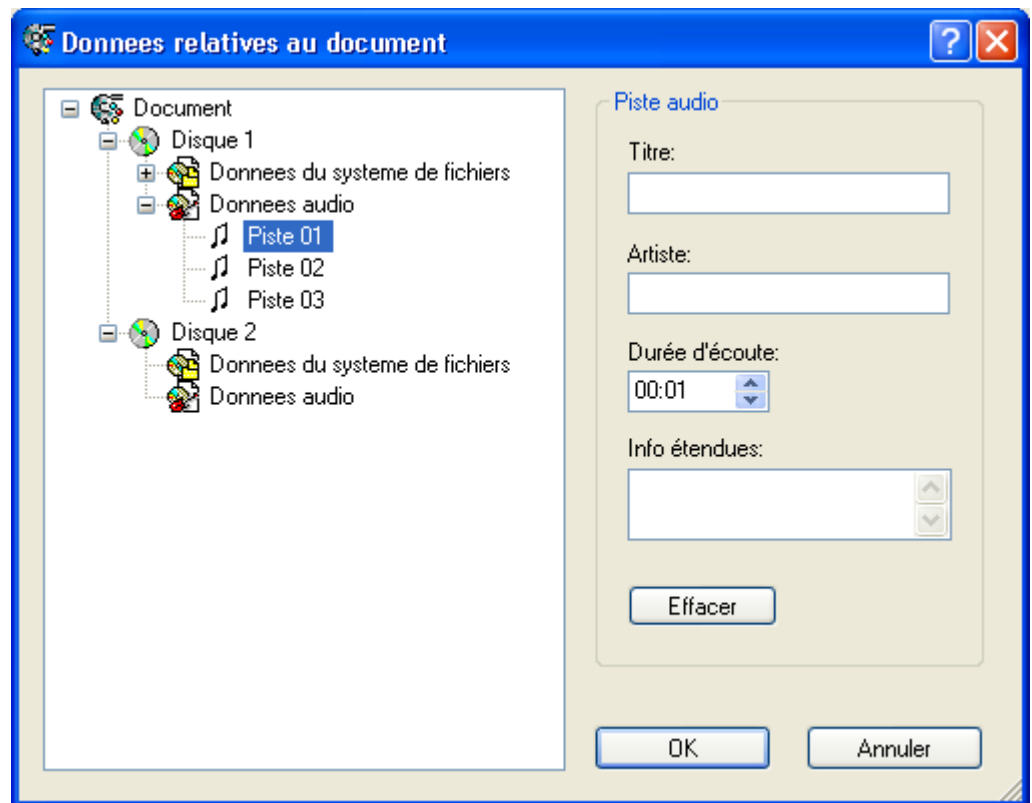 Donnees relatives au document
Document
Disque 1
Donnees du systeme de fichiers
Donnees audio
Piste 01
Piste 02
Piste 03
Disque 2
Donnees du systeme de fichiers
Donnees audio
Piste audio
Titre:
Artiste:
Durée d'écoute:
00:01
Info étendues:
Effacer
OK
Annuler